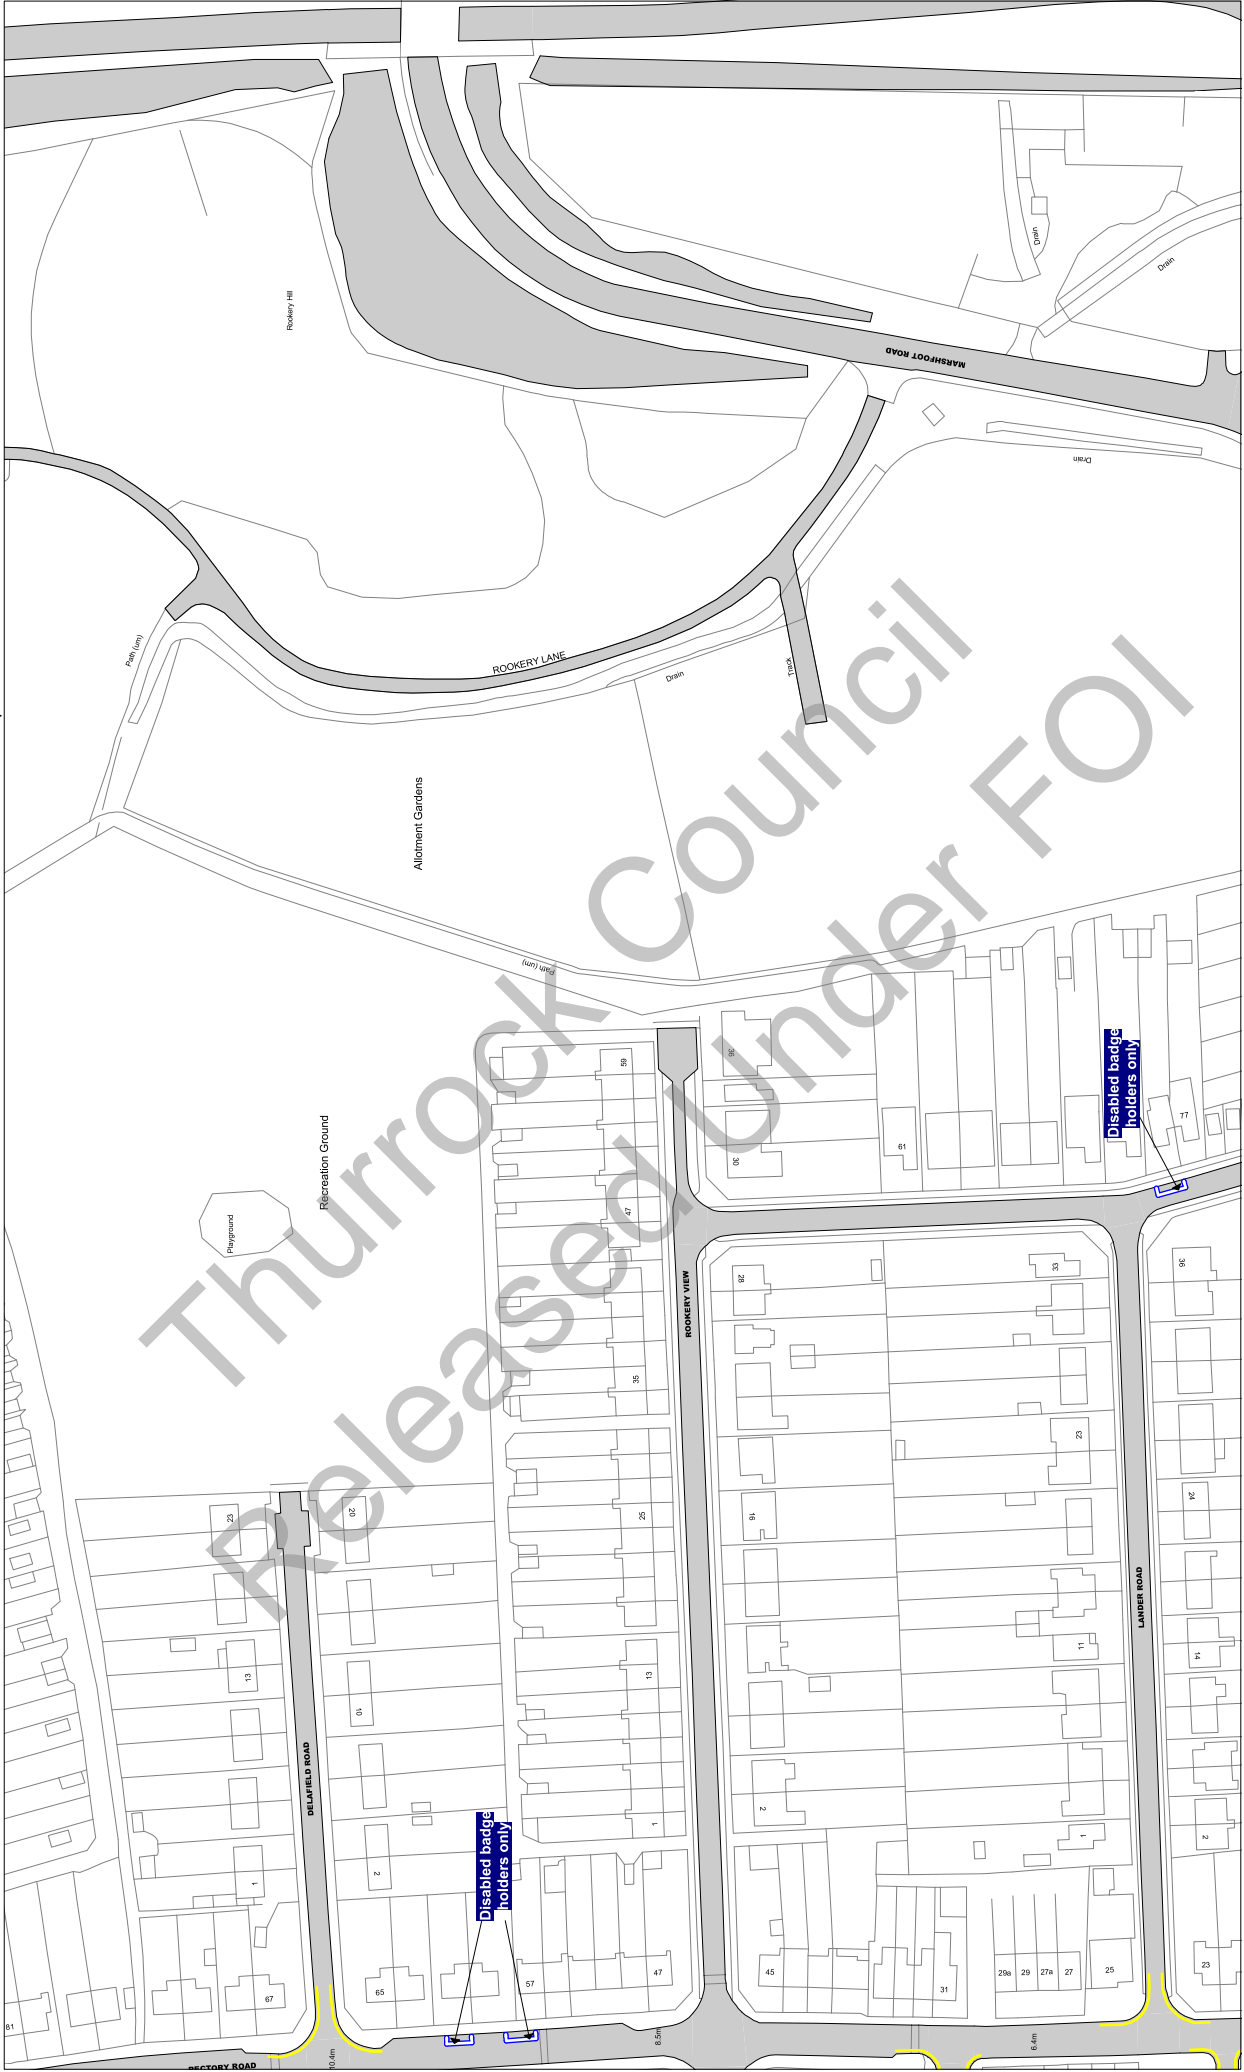 Rookery Hill
Drain
Drain
MARSHFOOT ROAD
Drain
Path (um)
ROOKERY LANE
Drain
Track
Allotment Gardens
Path (um)
Thurrock Council
Released Under FOI
Recreation Ground
Playground
Disabled badge
holders only
59
36
30
61
77
47
28
33
36
ROOKERY VIEW
35
23
23
20
25
16
24
LANDER ROAD
13
10
13
11
14
DELAFIELD ROAD
2
1
2
1
2
1
Disabled badge
holders only
81
67
65
57
47
45
31
29a
29
27a
27
25
23
RECTORY ROAD
10.4m
8.5m
6.4m